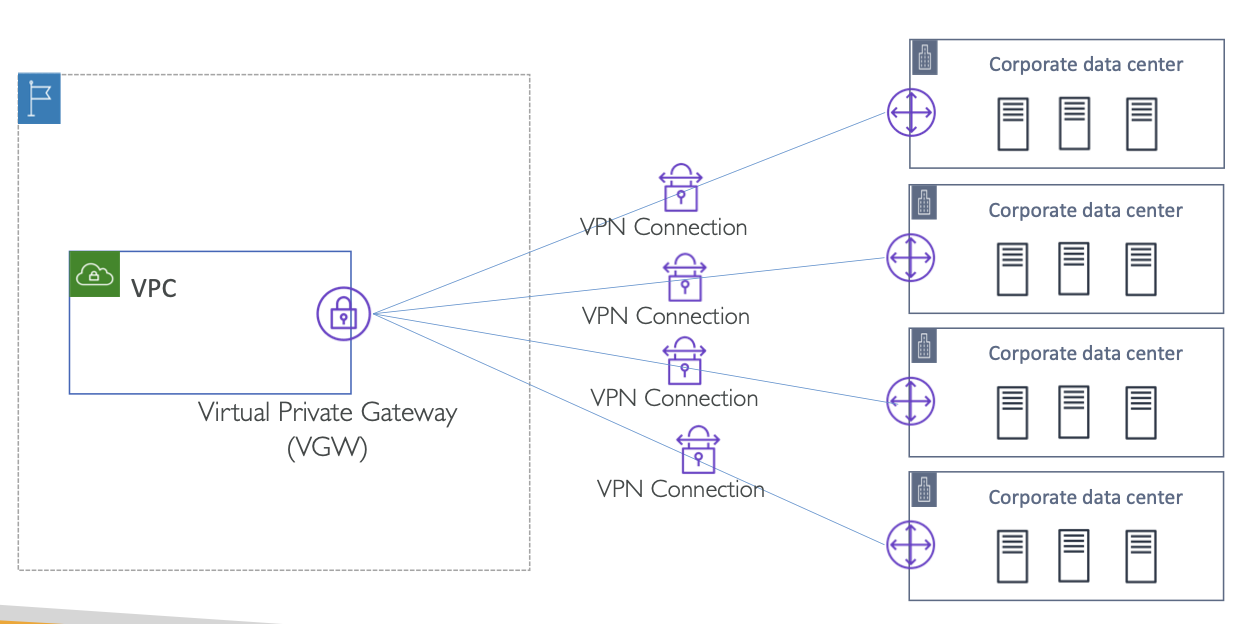 VPC
Virtual Private Gateway
(VGW)
VPN Connection
VPN Connection
VPN Connection
VPN Connection
Corporate data center
Corporate data center
Corporate data center
Corporate data center